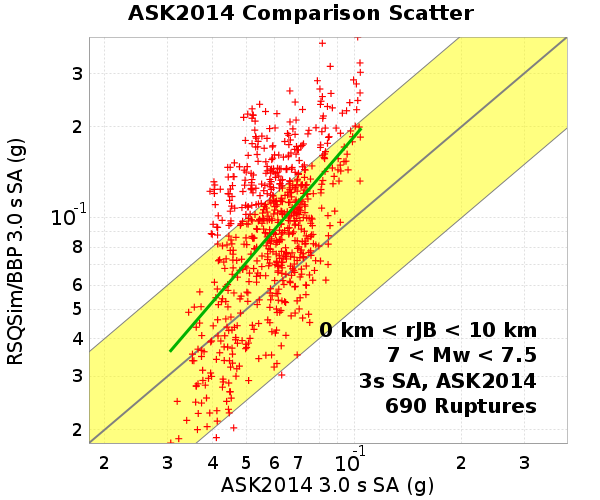 ASK2014 Comparison Scatter
RSQSim/BBP 3.0 s SA (g)
3
2
10-1
8
6
5
4
3
2
0 km < rJB < 10 km
7 < Mw < 7.5
3s SA, ASK2014
690 Ruptures
2 3 4 5 6 7 10-1 2 3
ASK2014 3.0 s SA (g)